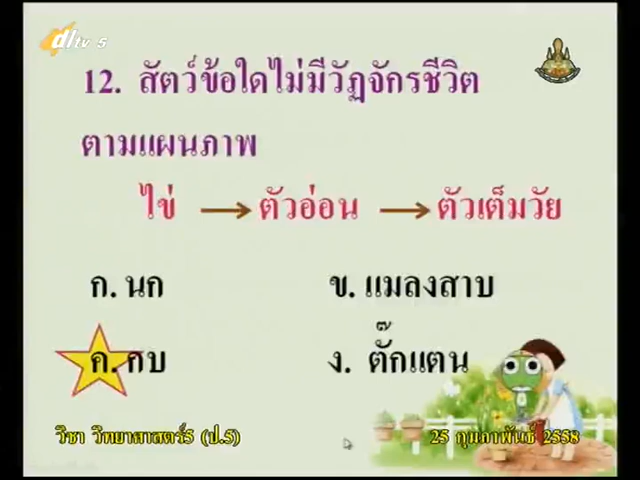 dltv 5
12. สัตว์ข้อใดไม่มีวัฏจักรชีวิต
ตามแผนภาพ
ไข่ → ตัวอ่อน → ตัวเต็มวัย
ก. นก ข. แมลงสาบ
ค. กบ ง. ตั๊กแตน
วิชา วิทยาศาสตร์5 (ป.5) 25 กุมภาพันธ์ 2558